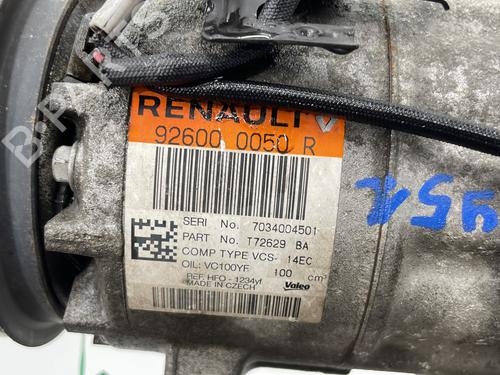 RENAULT
92600 0050 R
SERI No. 7034004501
PART No. T72629 BA
COMP TYPE VCS- 14EC
OIL: VC100YF 100 cm³
REF. HFO - 1234yf
MADE IN CZECH
Valeo